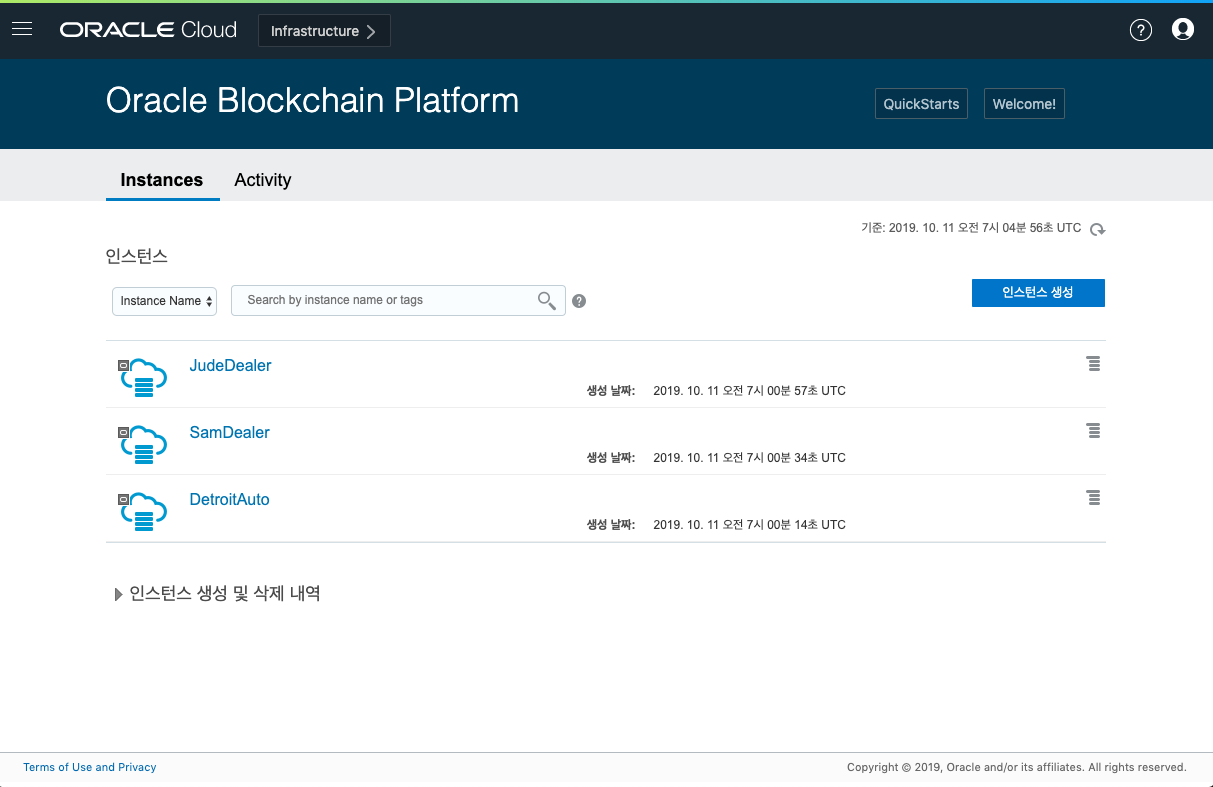 ORACLE Cloud
Infrastructure
Oracle Blockchain Platform
QuickStarts
Welcome!
Instances
Activity
기준: 2019. 10. 11 오전 7시 04분 56초 UTC
인스턴스
Instance Name
Search by instance name or tags
인스턴스 생성
JudeDealer
생성 날짜: 2019. 10. 11 오전 7시 00분 57초 UTC
SamDealer
생성 날짜: 2019. 10. 11 오전 7시 00분 34초 UTC
DetroitAuto
생성 날짜: 2019. 10. 11 오전 7시 00분 14초 UTC
인스턴스 생성 및 삭제 내역
Terms of Use and Privacy
Copyright © 2019, Oracle and/or its affiliates. All rights reserved.